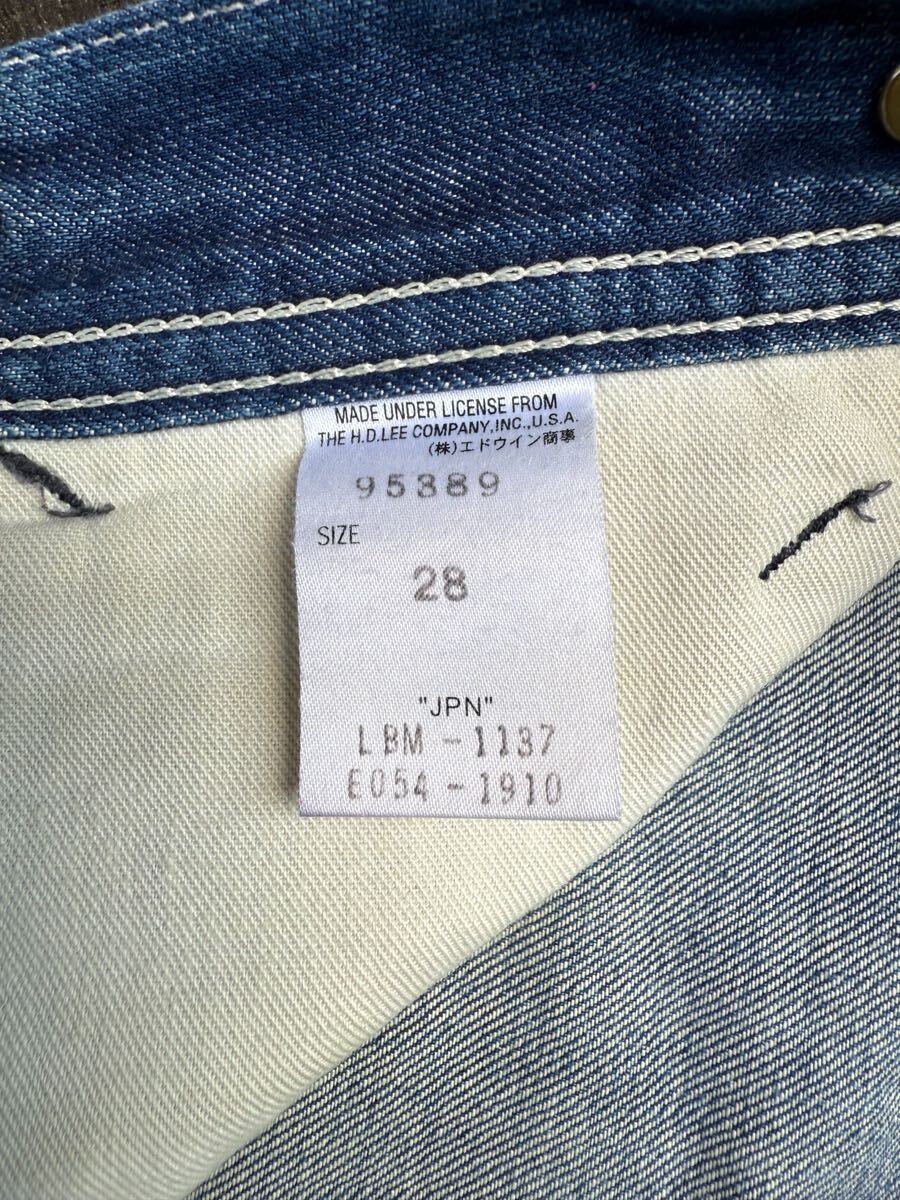 MADE UNDER LICENSE FROM
THE H.D.LEE COMPANY,INC.,U.S.A.
(株)エドウイン商事
95389
SIZE
28
"JPN"
LBM-1137
E054-1910